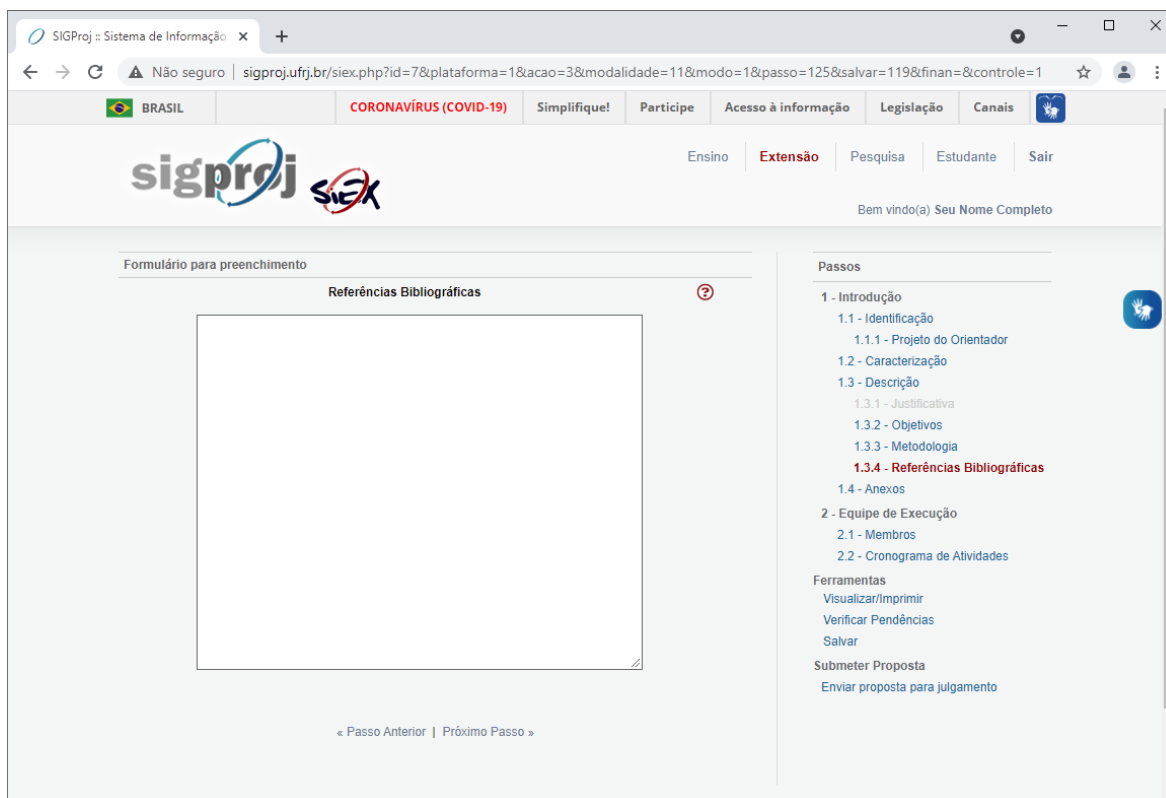 SIGProj :: Sistema de Informação
Não seguro | sigproj.ufrj.br/siex.php?id=7&plataforma=1&acao=3&modalidade=11&modo=1&passo=125&salvar=119&finan=&controle=1
BRASIL CORONAVÍRUS (COVID-19) Simplifique! Participe Acesso à informação Legislação Canais
sigproj SiEX
Ensino Extensão Pesquisa Estudante Sair
Bem vindo(a) Seu Nome Completo
Formulário para preenchimento
Referências Bibliográficas
« Passo Anterior | Próximo Passo »
Passos
1 - Introdução
1.1 - Identificação
1.1.1 - Projeto do Orientador
1.2 - Caracterização
1.3 - Descrição
1.3.1 - Justificativa
1.3.2 - Objetivos
1.3.3 - Metodologia
1.3.4 - Referências Bibliográficas
1.4 - Anexos
2 - Equipe de Execução
2.1 - Membros
2.2 - Cronograma de Atividades
Ferramentas
Visualizar/Imprimir
Verificar Pendências
Salvar
Submeter Proposta
Enviar proposta para julgamento